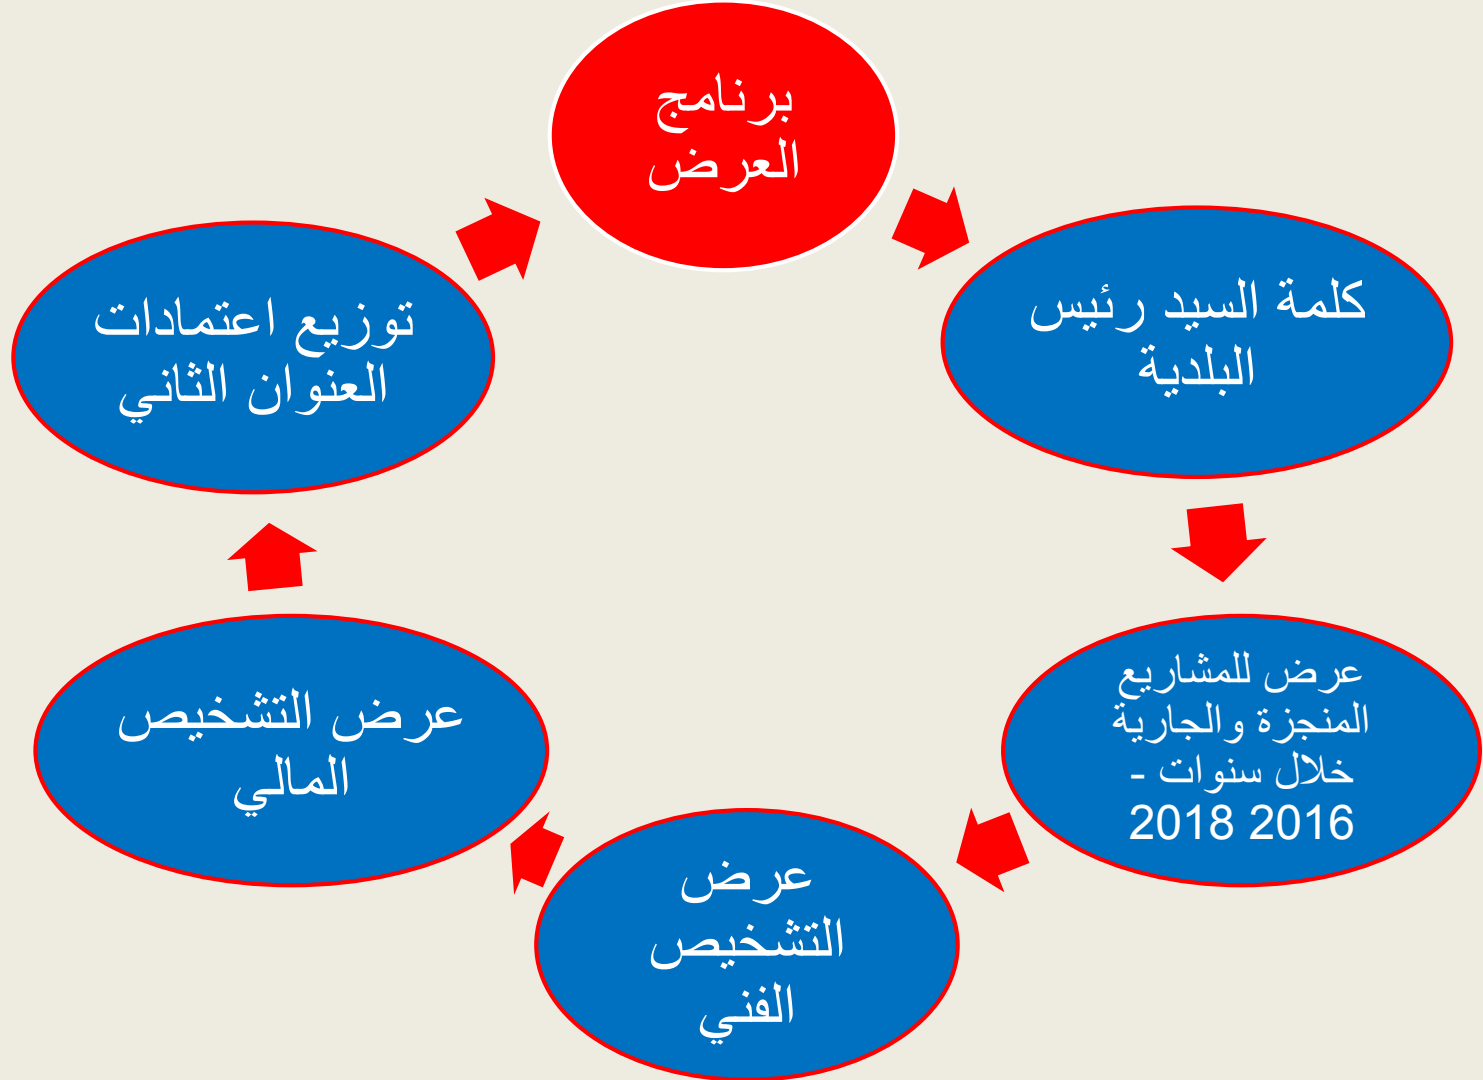 برنامج
العرض
كلمة السيد رئيس
البلدية
عرض للمشاريع
المنجزة والجارية
خلال سنوات -
2018 2016
عرض
التشخيص
الفني
عرض التشخيص
المالي
توزيع اعتمادات
العنوان الثاني